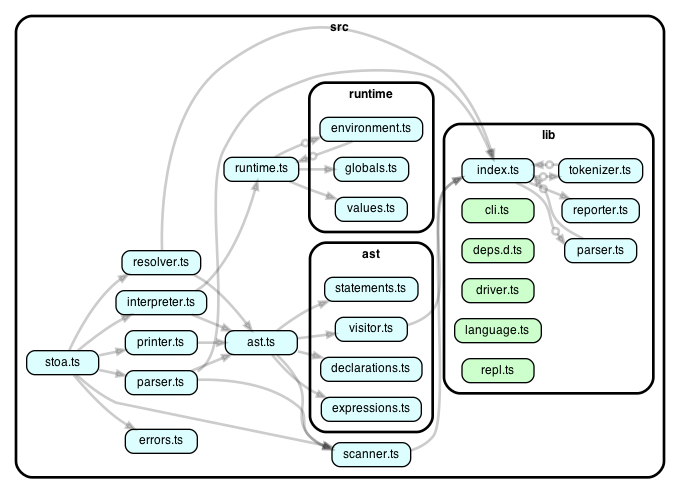 src
runtime
environment.ts
runtime.ts
globals.ts
values.ts
lib
index.ts
tokenizer.ts
cli.ts
reporter.ts
deps.d.ts
parser.ts
driver.ts
language.ts
repl.ts
ast
statements.ts
visitor.ts
declarations.ts
expressions.ts
resolver.ts
interpreter.ts
printer.ts
ast.ts
stoa.ts
parser.ts
errors.ts
scanner.ts